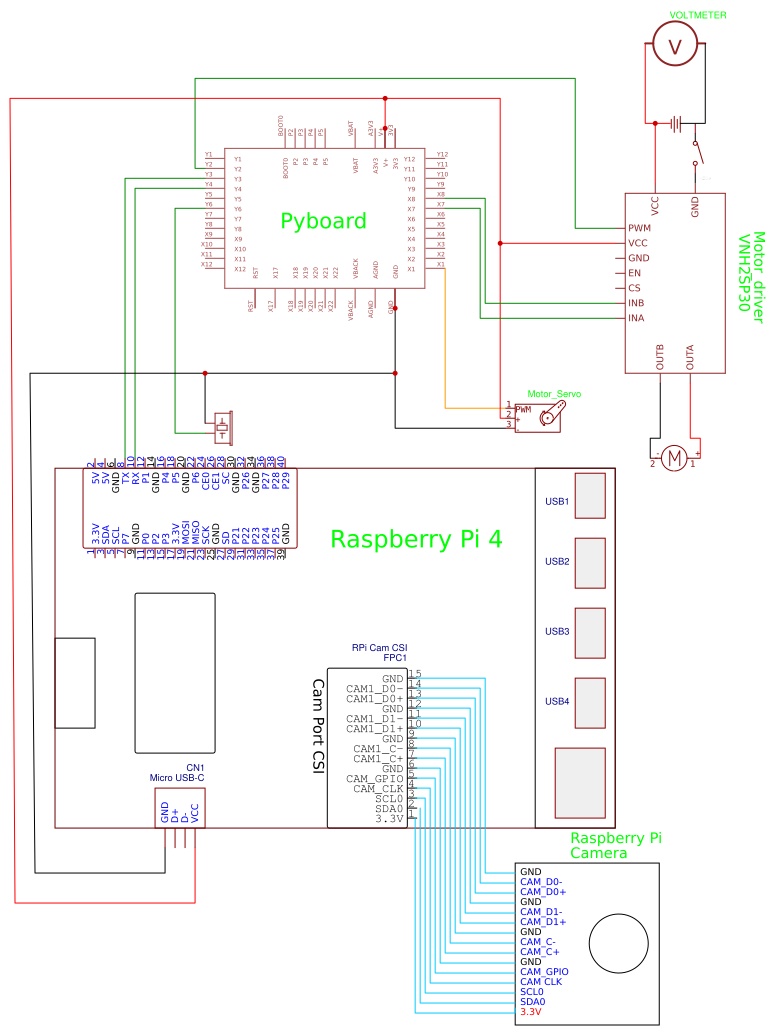 VOLTMETER
V
BOOT0
P2
P3
P4
P5
VBAT
A3V3
V+
3V3
BOOT0
P2
P3
P4
P5
VBAT
A3V3
V+
3V3
Y1
Y2
Y3
Y4
Y5
Y6
Y7
Y8
X9
X10
X11
X12
Y1
Y2
Y3
Y4
Y5
Y6
Y7
Y8
X9
X10
X11
X12
Pyboard
Y12
Y11
Y10
Y9
X8
X7
X6
X5
X4
X3
X2
X1
Y12
Y11
Y10
Y9
X8
X7
X6
X5
X4
X3
X2
X1
RST
X17
X18
X19
X20
X21
X22
VBACK
AGND
GND
RST
X17
X18
X19
X20
X21
X22
VBACK
AGND
GND
VCC
GND
PWM
VCC
GND
EN
CS
INB
INA
OUTB
OUTA
Motor driver
VNH2SP30
Motor_Servo
1
2
3
PWM
+
-
- M +
2 1
2
4
6
8
10
12
14
16
18
20
22
24
26
28
30
32
34
36
38
40
5V
5V
GND
TX
RX
P1
GND
P4
P5
GND
P6
CE0
CE1
SC
GND
P26
GND
P27
P28
P29
3.3V
SDA
SCL
P7
GND
P0
P2
P3
3.3V
MOSI
MISO
SCK
GND
SD
P21
P22
P23
P24
P25
GND
1
3
5
7
9
11
13
15
17
19
21
23
25
27
29
31
33
35
37
39
Raspberry Pi 4
USB1
USB2
USB3
USB4
RPi Cam CSI
FPC1
Cam Port CSI
GND 15
CAM1_D0- 14
CAM1_D0+ 13
GND 12
CAM1_D1- 11
CAM1_D1+ 10
GND 9
CAM1_C- 8
CAM1_C+ 7
GND 6
CAM_GPIO 5
CAM_CLK 4
SCL0 3
SDA0 2
3.3V 1
CN1
Micro USB-C
GND
D+
D-
VCC
Raspberry Pi
Camera
GND
CAM_D0-
CAM_D0+
GND
CAM_D1-
CAM_D1+
GND
CAM_C-
CAM_C+
GND
CAM_GPIO
CAM CLK
SCL0
SDA0
3.3V